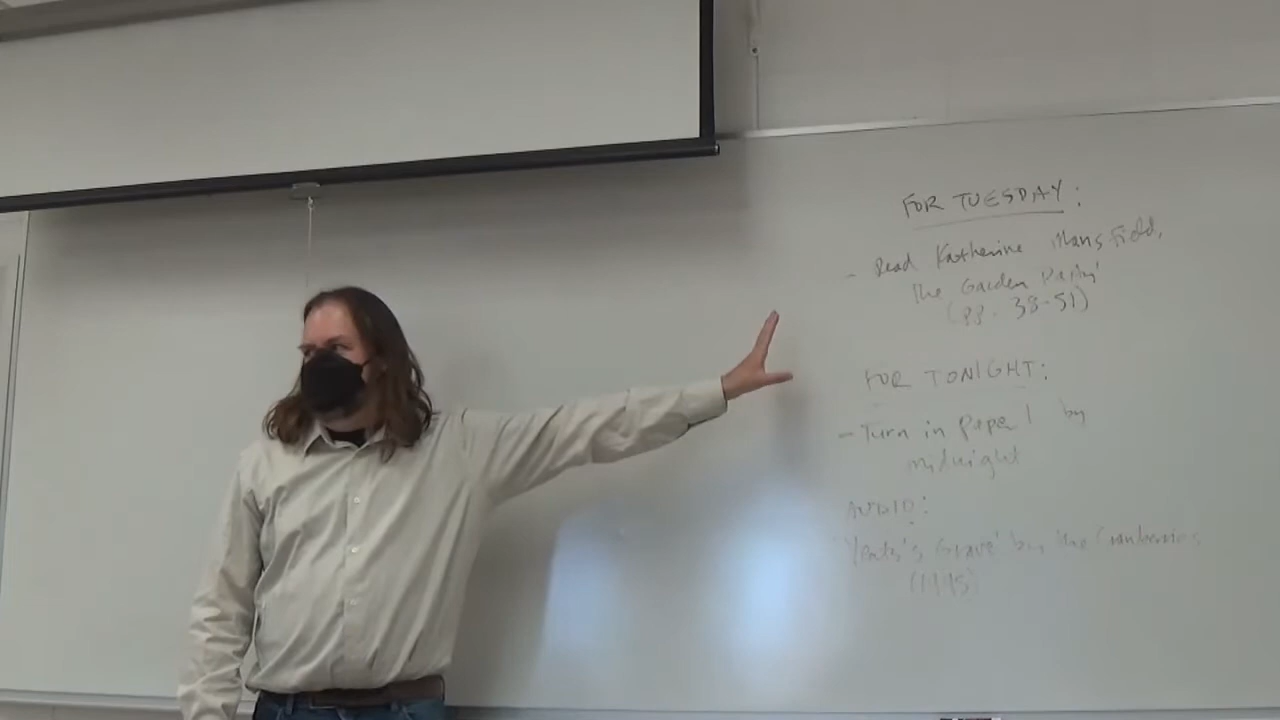 FOR TUESDAY:
- Read Katherine Mansfield,
'The Garden Party'
(pp. 38-51)
FOR TONIGHT:
- Turn in Paper 1 by
midnight
AUDIO:
'Yeats's Grave' by the Cranberries
(1995)